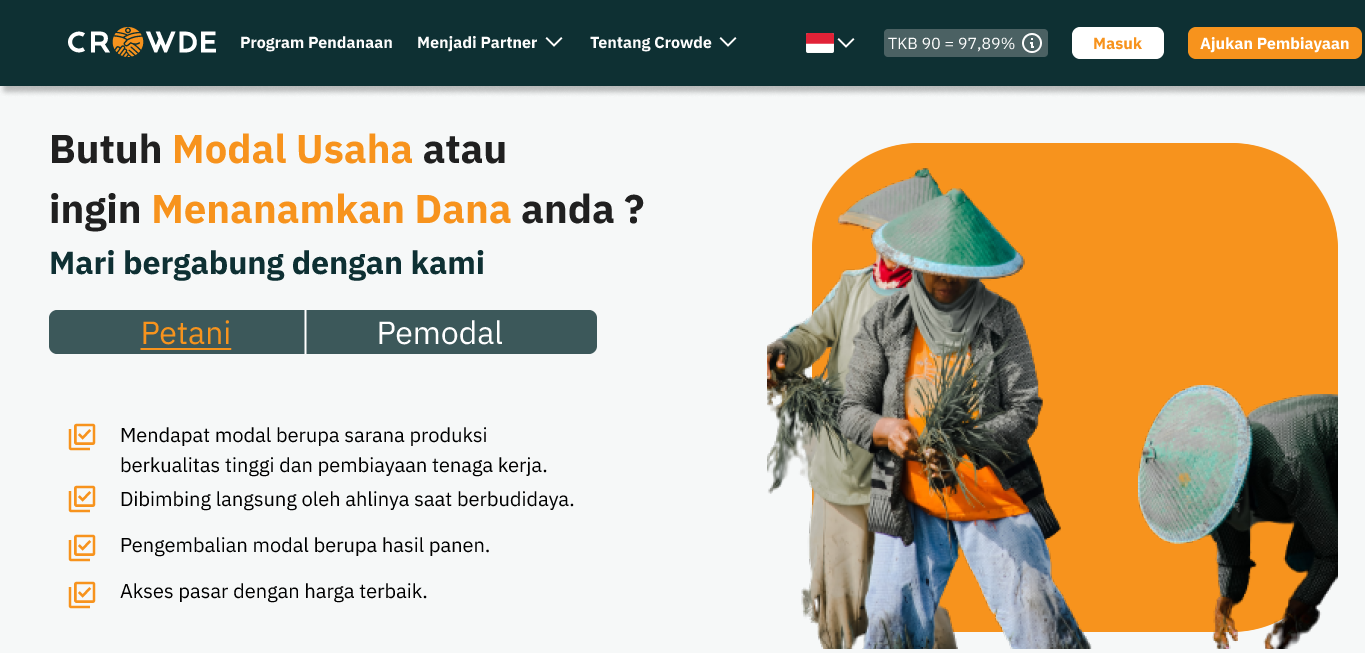 CROWDE
Program Pendanaan
Menjadi Partner
Tentang Crowde
TKB 90 = 97,89%
Masuk
Ajukan Pembiayaan
Butuh Modal Usaha atau
ingin Menanamkan Dana anda ?
Mari bergabung dengan kami
Petani
Pemodal
Mendapat modal berupa sarana produksi
berkualitas tinggi dan pembiayaan tenaga kerja.
Dibimbing langsung oleh ahlinya saat berbudidaya.
Pengembalian modal berupa hasil panen.
Akses pasar dengan harga terbaik.